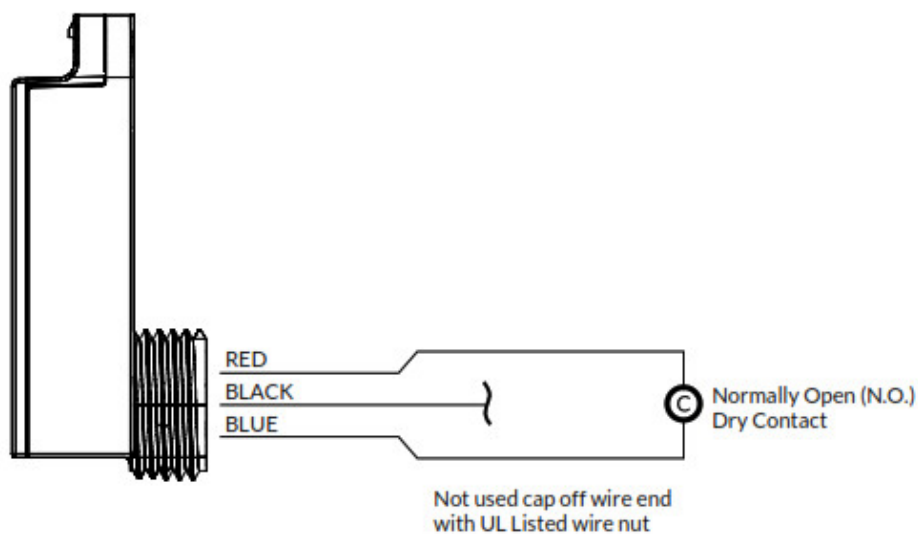 RED
BLACK
BLUE
C
Normally Open (N.O.)
Dry Contact
Not used cap off wire end
with UL Listed wire nut